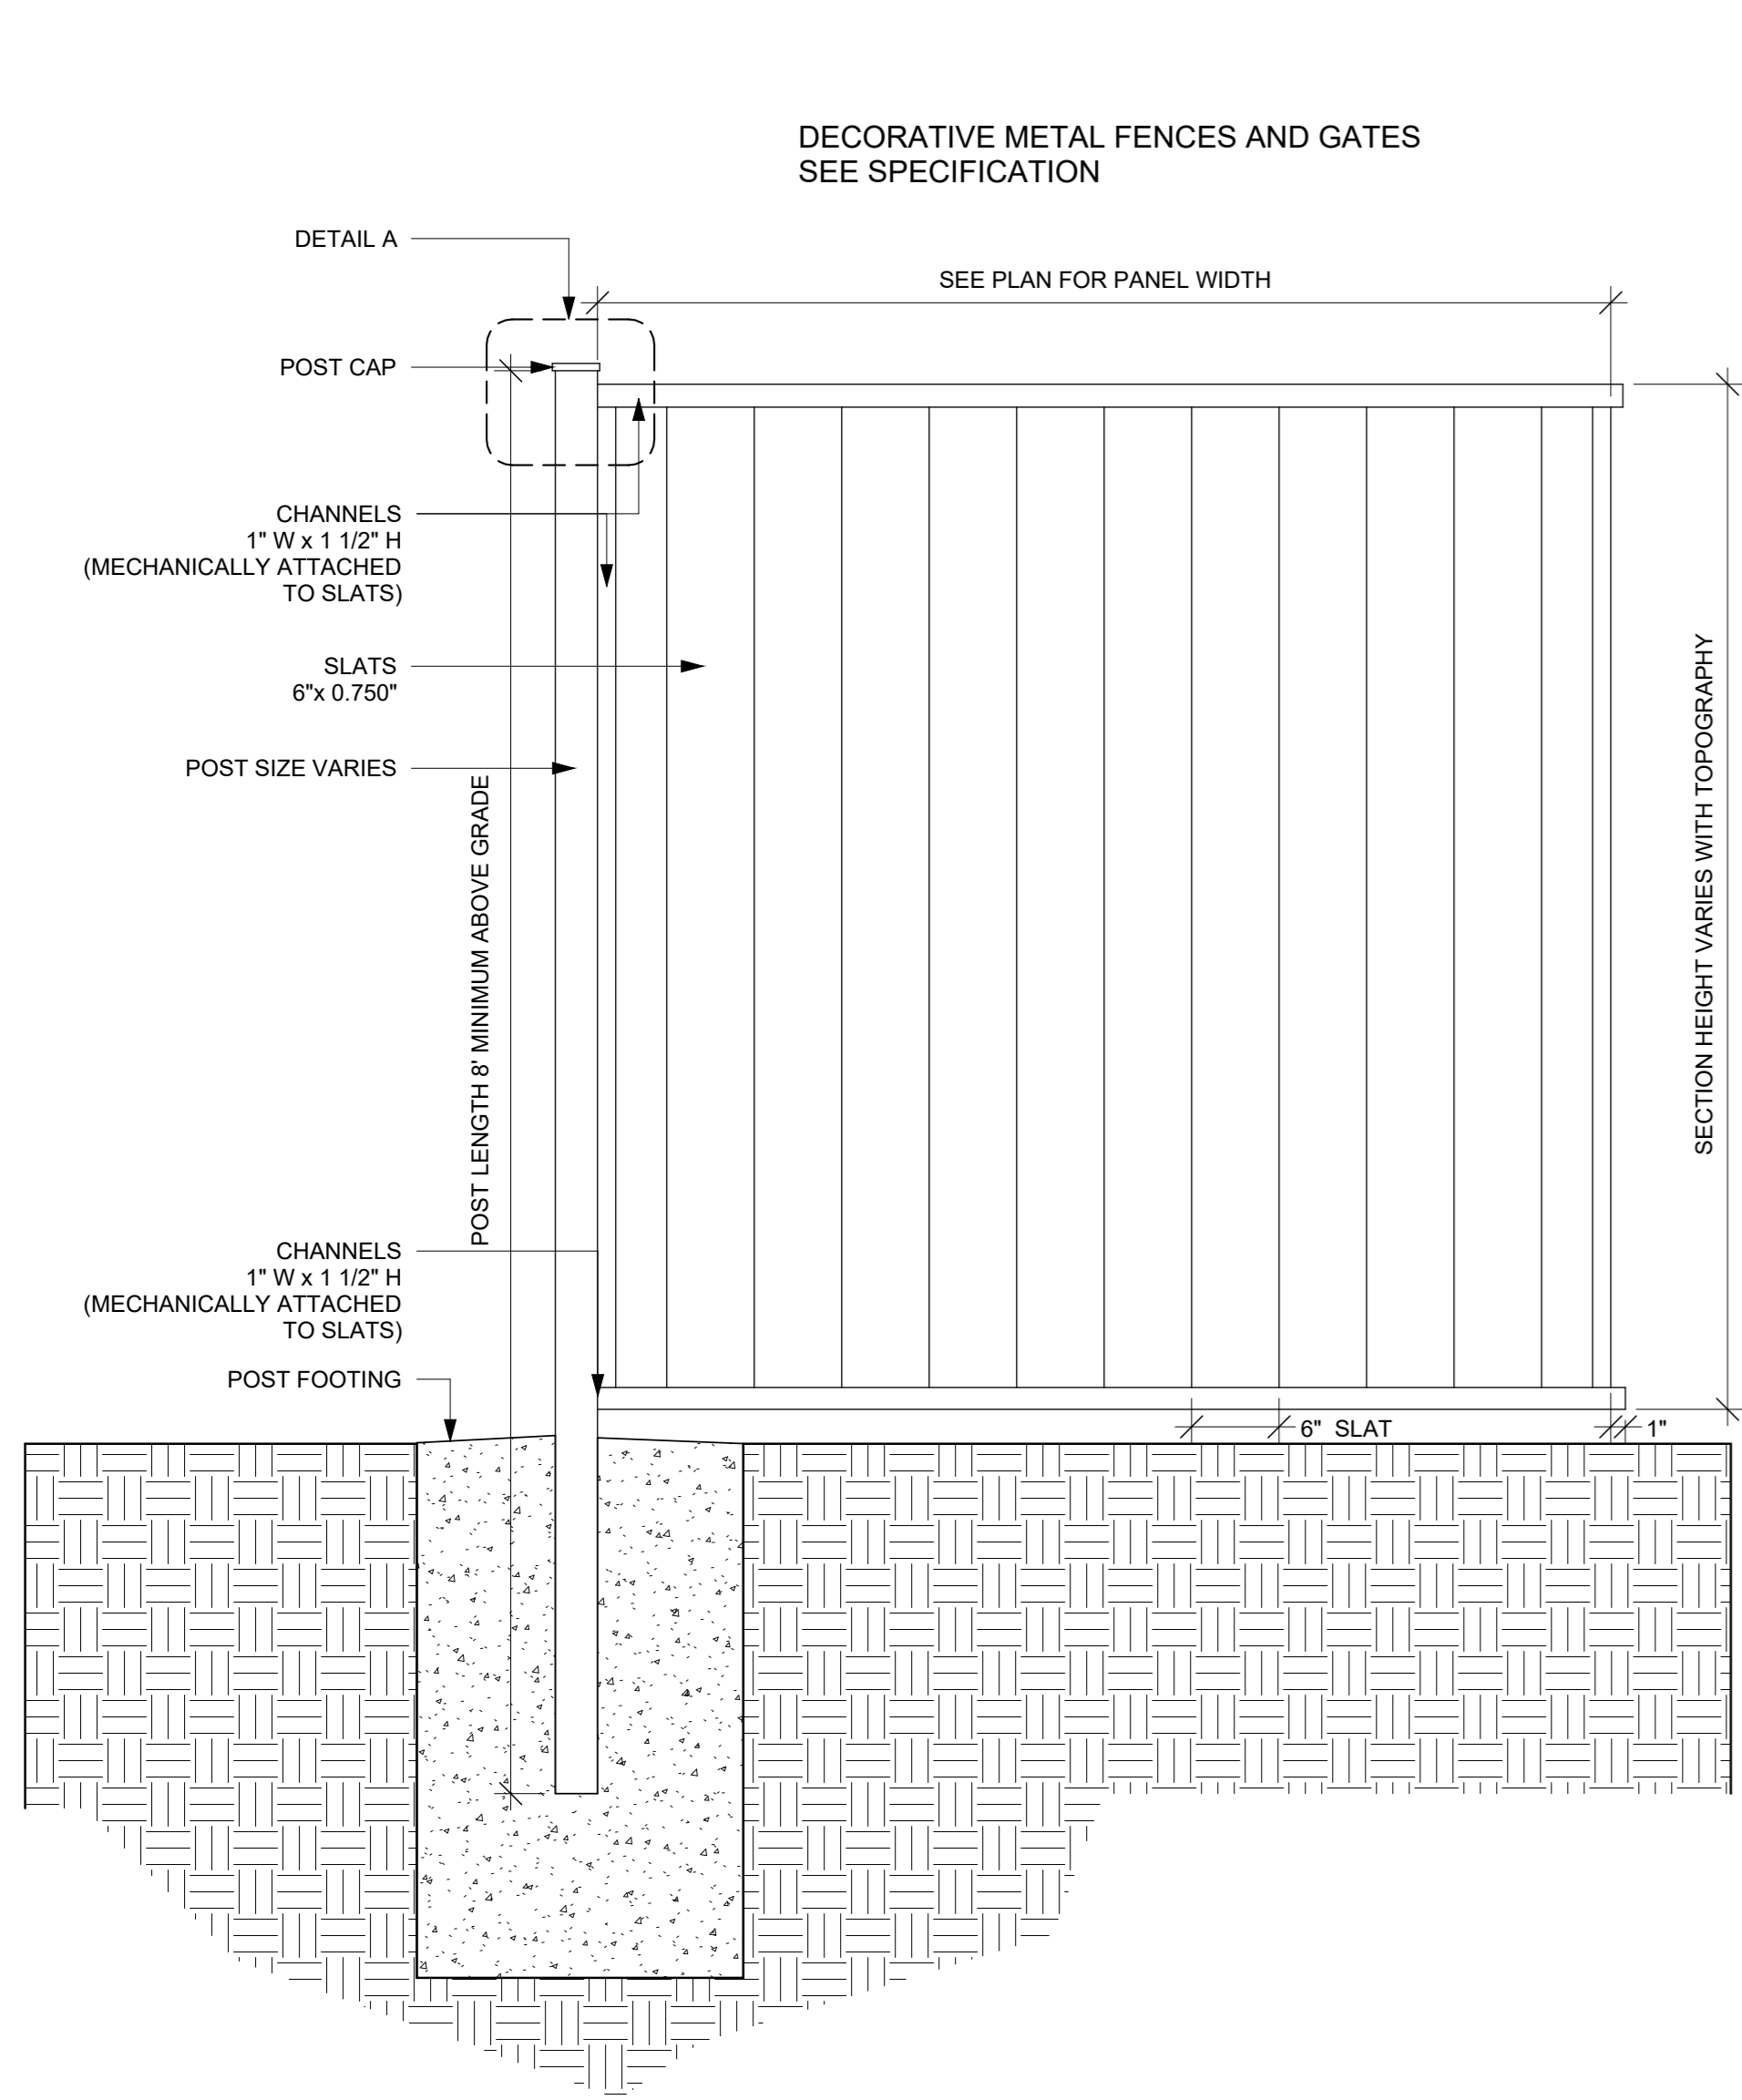 DECORATIVE METAL FENCES AND GATES
SEE SPECIFICATION
DETAIL A
SEE PLAN FOR PANEL WIDTH
POST CAP
CHANNELS
1" W x 1 1/2" H
(MECHANICALLY ATTACHED
TO SLATS)
SLATS
6"x 0.750"
POST SIZE VARIES
POST LENGTH 8' MINIMUM ABOVE GRADE
SECTION HEIGHT VARIES WITH TOPOGRAPHY
CHANNELS
1" W x 1 1/2" H
(MECHANICALLY ATTACHED
TO SLATS)
POST FOOTING
6" SLAT
1"